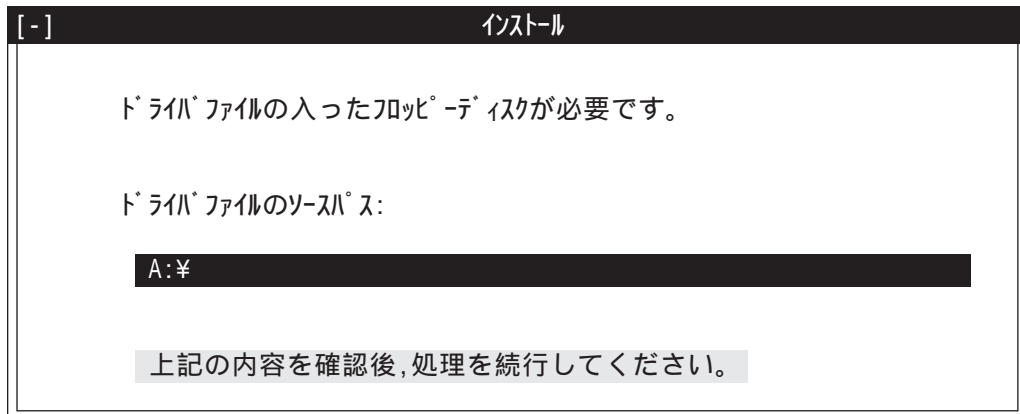 [-] インストール
ドライバファイルの入ったフロッピーディスクが必要です。
ドライバファイルのソースパス:
A:¥
上記の内容を確認後,処理を続行してください。